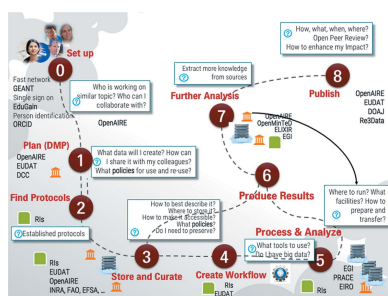 Set up
0
Fast network
GEANT
Single sign on
EduGain
Person identification
ORCID
Who is working on
similar topic? Who can I
collaborate with?
OpenAIRE
Plan (DMP)
1
OpenAIRE
EUDAT
DCC
What data will I create? How can
I share it with my colleagues?
What policies for use and re-use?
Find Protocols
2
RIs
Established protocols
3
Store and Curate
RIs
EUDAT
OpenAIRE
INRA, FAO, EFSA, ...
How to best describe it?
Where to store it?
How to make it accessible?
What policies?
Do I need to preserve?
4
Create Workflow
RIs
EUDAT
What tools to use?
Do I have big data?
5
Process & Analyze
EGI
PRACE
EIRO
RIs
Where to run? What
facilities? How to
prepare and
transfer?
6
Produce Results
7
Further Analysis
Extract more knowledge
from sources
OpenAIRE
OpenMinTeD
ELIXIR
EGI
8
Publish
How, what, when, where?
Open Peer Review?
How to enhance my Impact?
OpenAIRE
EUDAT
DOAJ
Re3Data